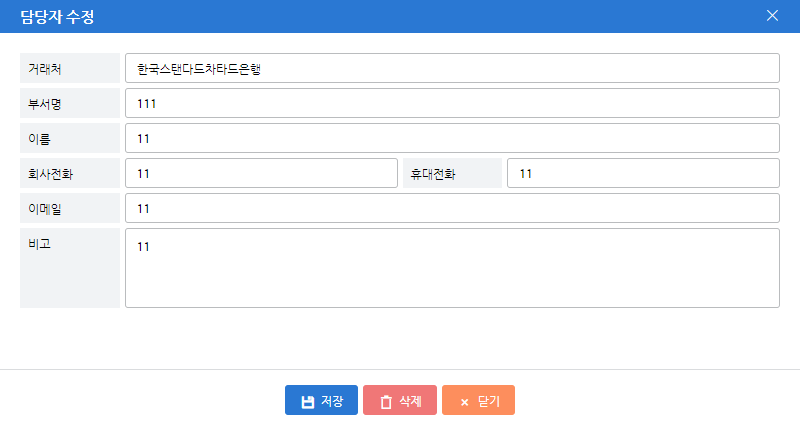 담당자 수정
거래처 한국스탠다드차타드은행
부서명 111
이름 11
회사전화 11 휴대전화 11
이메일 11
비고 11
저장 삭제 닫기